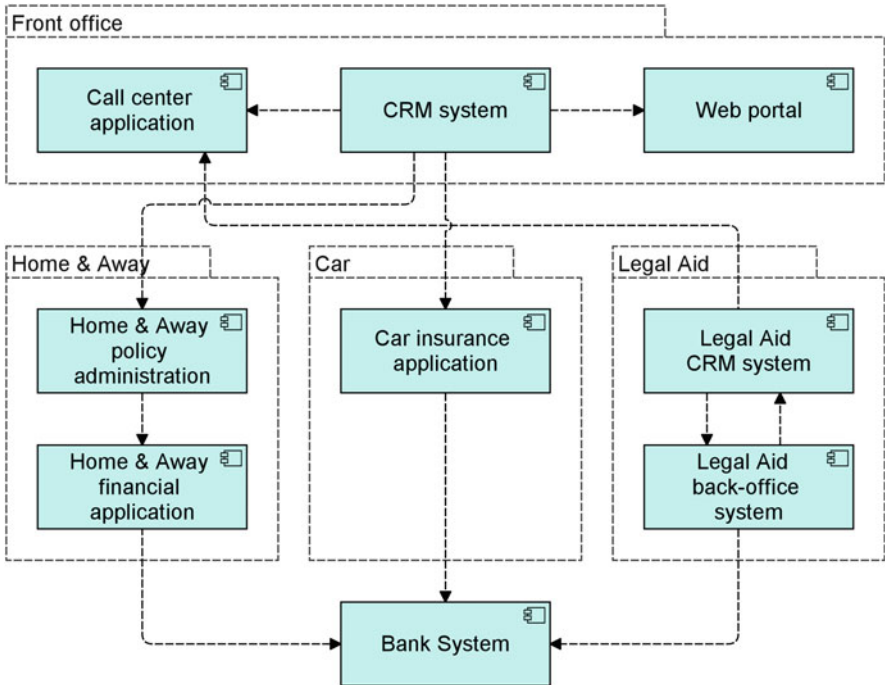 Front office
Call center
application
CRM system
Web portal
Home & Away
Car
Legal Aid
Home & Away
policy
administration
Car insurance
application
Legal Aid
CRM system
Home & Away
financial
application
Legal Aid
back-office
system
Bank System